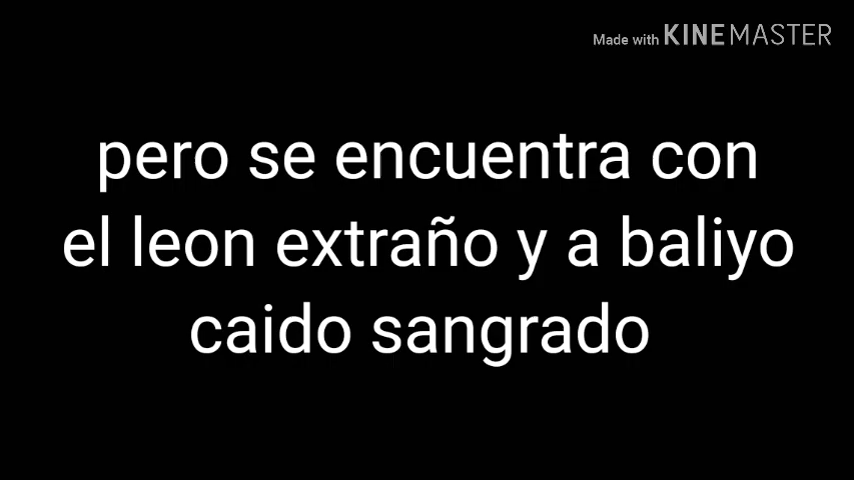 Made with KINEMASTER
pero se encuentra con
el leon extraño y a baliyo
caido sangrado